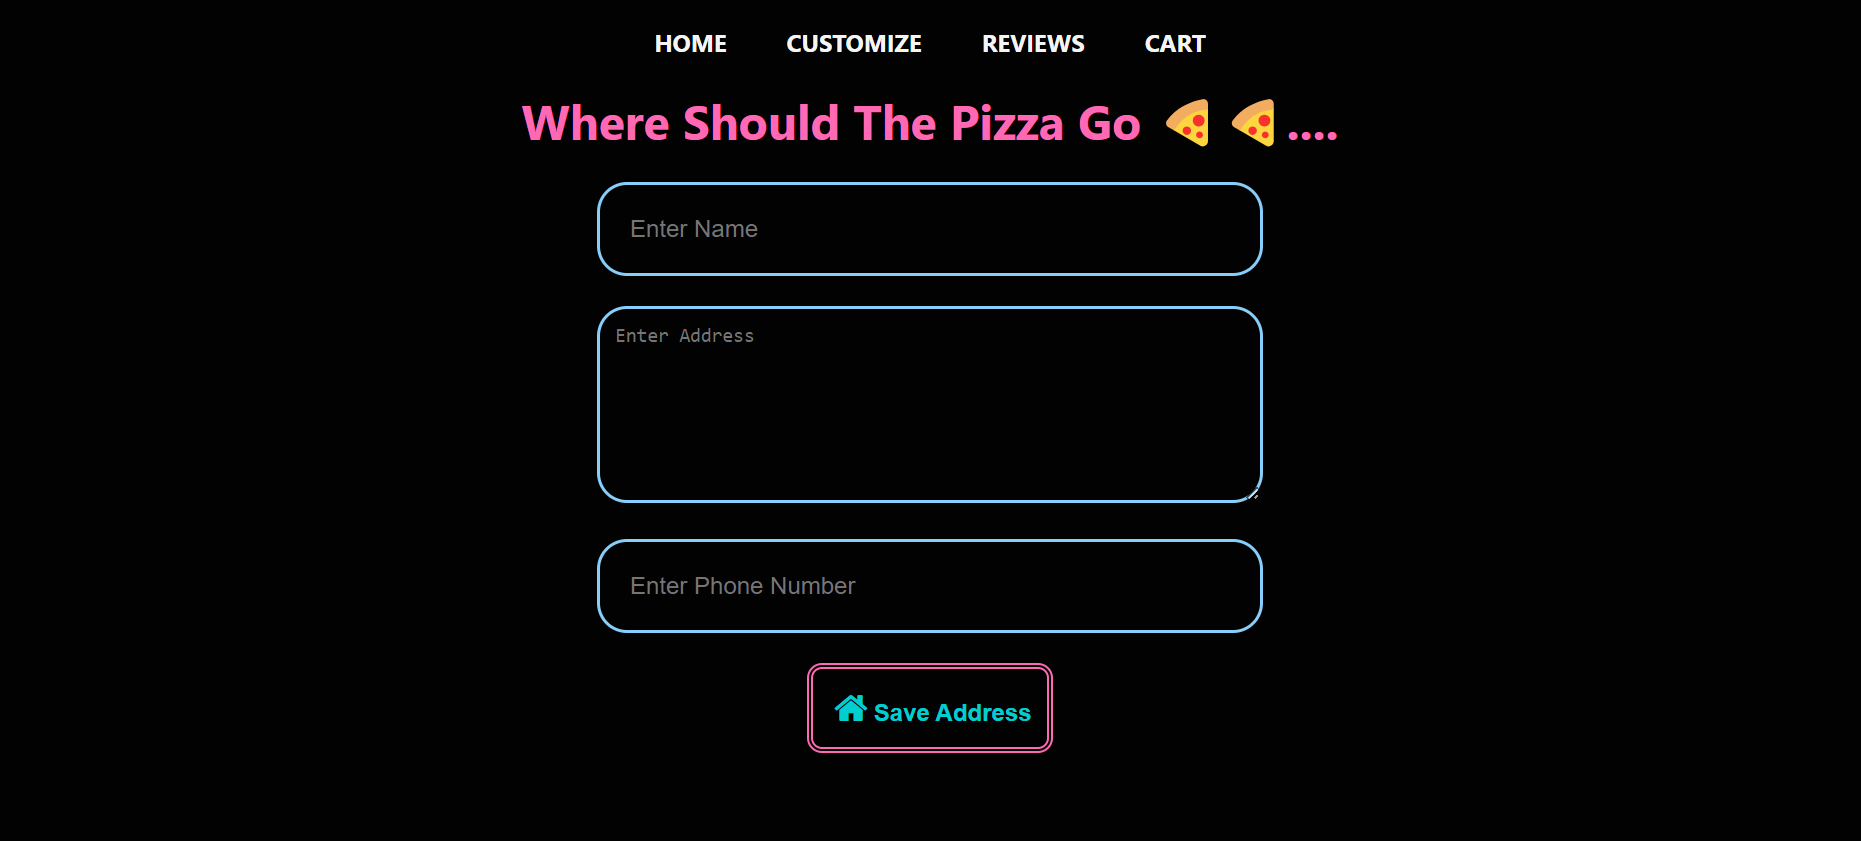 HOME CUSTOMIZE REVIEWS CART
Where Should The Pizza Go 🍕 🍕 ....
Enter Name
Enter Address
Enter Phone Number
Save Address